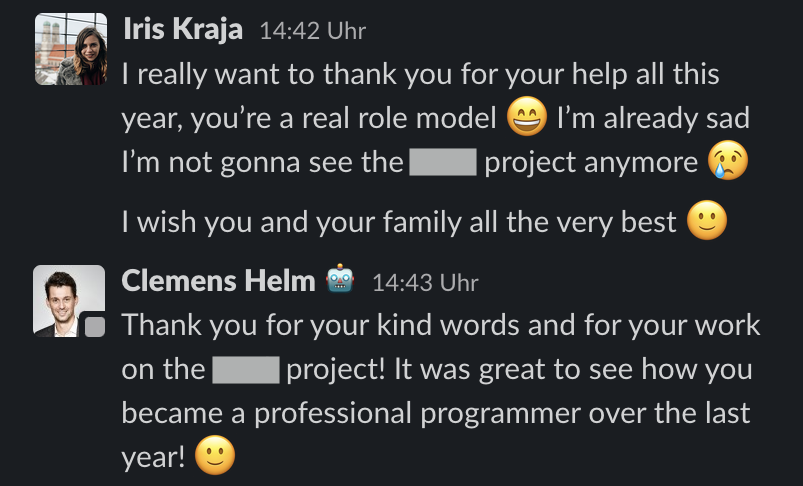 Iris Kraja 14:42 Uhr
I really want to thank you for your help all this
year, you’re a real role model 😄 I’m already sad
I’m not gonna see the project anymore 😢
I wish you and your family all the very best 🙂
Clemens Helm 🤖 14:43 Uhr
Thank you for your kind words and for your work
on the project! It was great to see how you
became a professional programmer over the last
year! 🙂